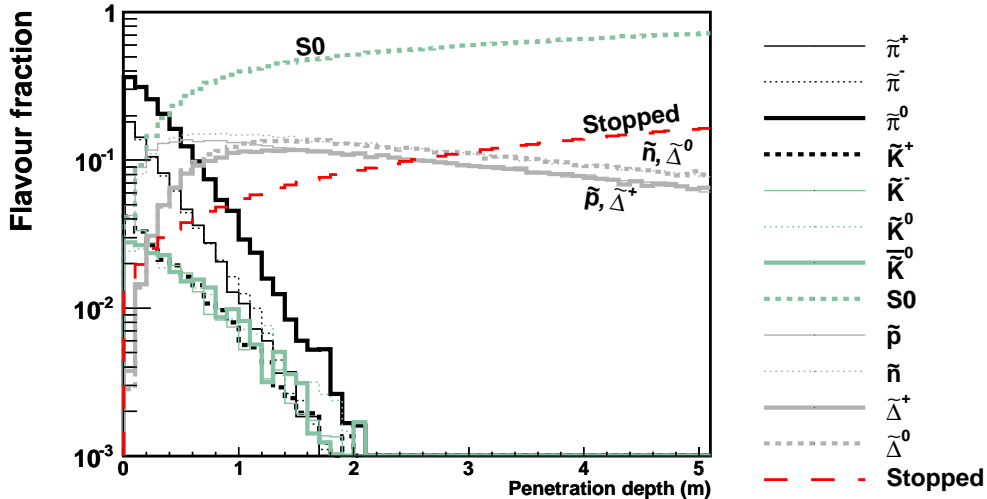 Flavour fraction
1
10⁻¹
10⁻²
10⁻³
0
1
2
3
4
5
Penetration depth (m)
S0
Stopped
ñ, Δ̃⁰
p̃, Δ̃⁺
π̃⁺
π̃⁻
π̃⁰
K̃⁺
K̃⁻
K̃⁰
K̃̅⁰
S0
p̃
ñ
Δ̃⁺
Δ̃⁰
Stopped